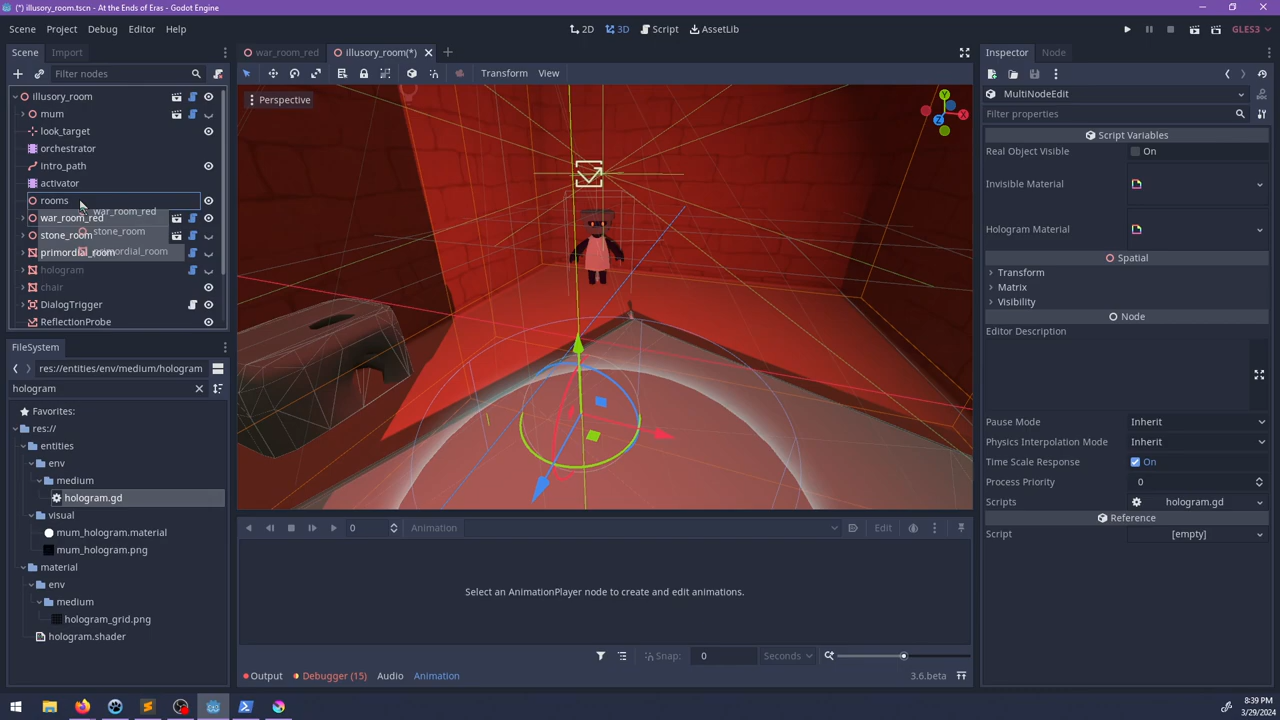 (*) illusory_room.tscn - At the Ends of Eras - Godot Engine
Scene Project Debug Editor Help
2D 3D Script AssetLib
GLES3
Scene Import
war_room_red illusory_room(*)
Inspector Node
Filter nodes
Transform View
illusory_room
mum
look_target
orchestrator
Intro_path
activator
rooms
war_room_red
war_room_red
stone_room
stone_room
primordial_room
primordial_room
hologram
chair
DialogTrigger
ReflectionProbe
Perspective
Y
X
Z
MultiNodeEdit
Filter properties
Script Variables
Real Object Visible On
Invisible Material
Hologram Material
Spatial
Transform
Matrix
Visibility
Node
Editor Description
Pause Mode Inherit
Physics Interpolation Mode Inherit
Time Scale Response On
Process Priority 0
Scripts hologram.gd
Reference
Script [empty]
FileSystem
res://entities/env/medium/hologram
hologram
Favorites:
res://
entities
env
medium
hologram.gd
visual
mum_hologram.material
mum_hologram.png
material
env
medium
hologram_grid.png
hologram.shader
0 Animation Edit
Select an AnimationPlayer node to create and edit animations.
Snap: 0 Seconds
Output Debugger (15) Audio Animation
3.6.beta
8:39 PM
3/29/2024